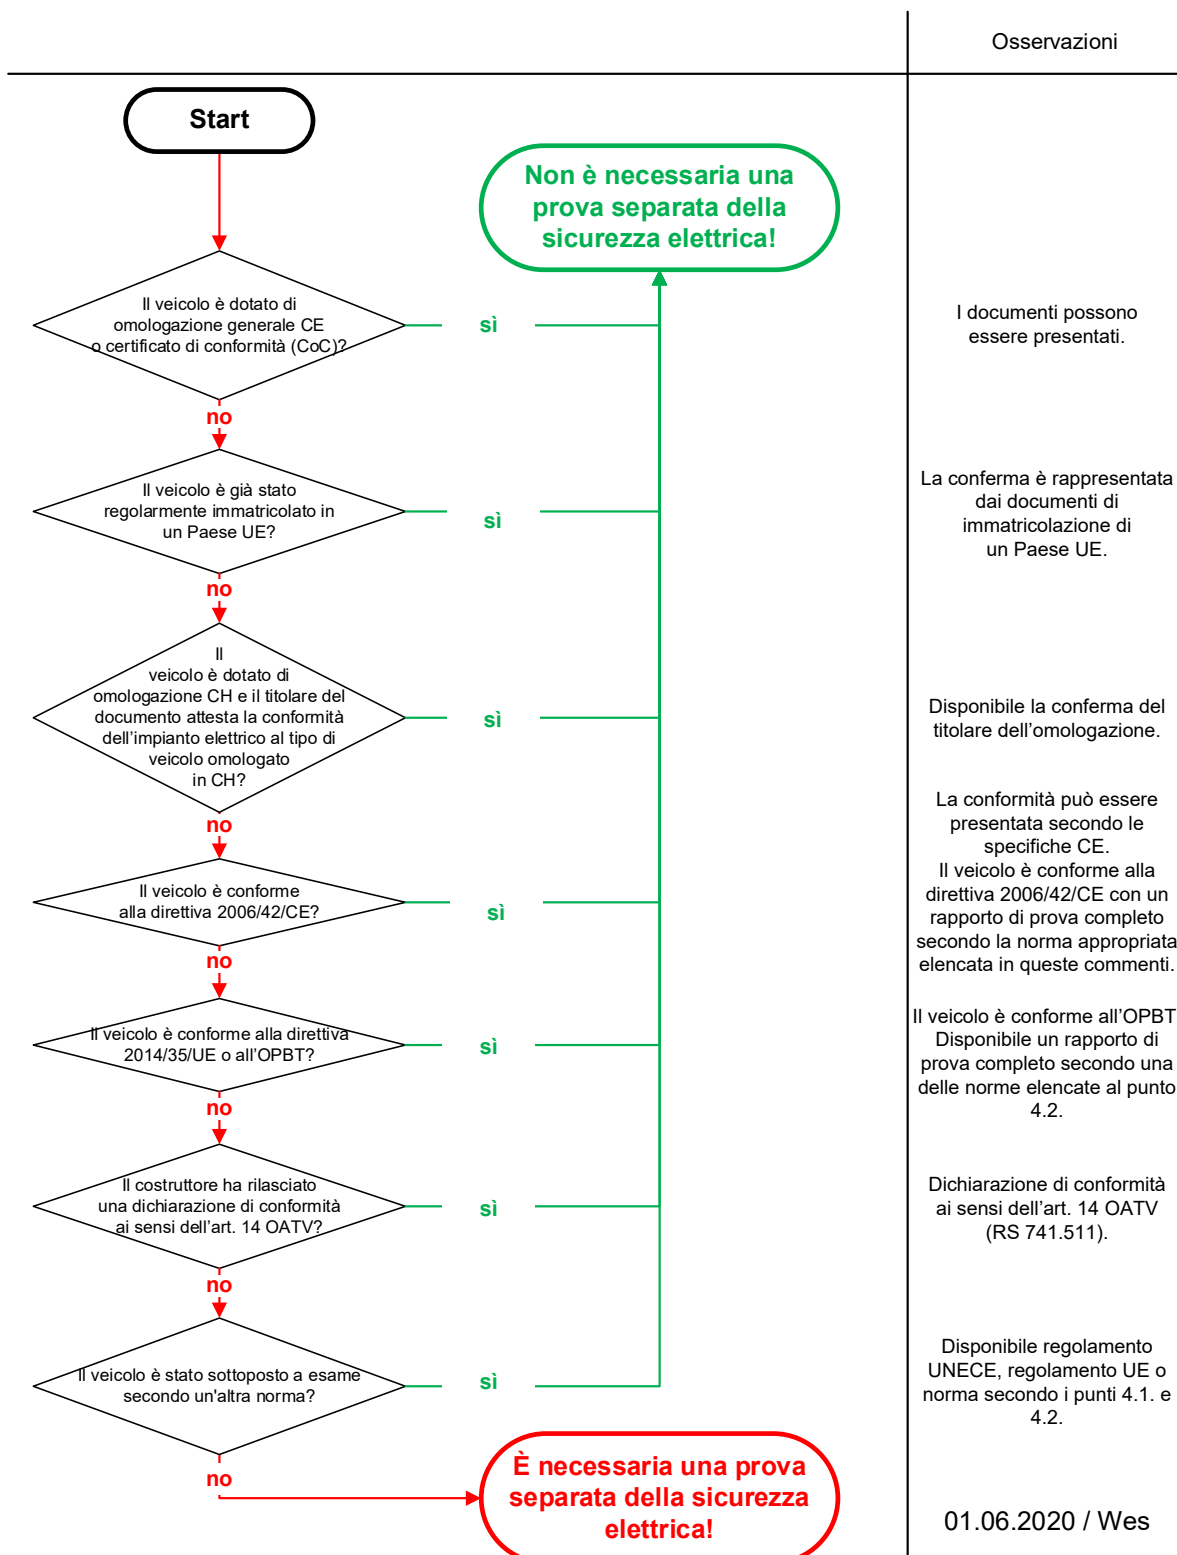 Osservazioni
Start
Non è necessaria una
prova separata della
sicurezza elettrica!
Il veicolo è dotato di
omologazione generale CE
o certificato di conformità (CoC)?
sì
I documenti possono
essere presentati.
no
Il veicolo è già stato
regolarmente immatricolato in
un Paese UE?
sì
La conferma è rappresentata
dai documenti di
immatricolazione di
un Paese UE.
no
Il
veicolo è dotato di
omologazione CH e il titolare del
documento attesta la conformità
dell’impianto elettrico al tipo di
veicolo omologato
in CH?
sì
Disponibile la conferma del
titolare dell’omologazione.
no
Il veicolo è conforme
alla direttiva 2006/42/CE?
sì
La conformità può essere
presentata secondo le
specifiche CE.
Il veicolo è conforme alla
direttiva 2006/42/CE con un
rapporto di prova completo
secondo la norma appropriata
elencata in queste commenti.
no
Il veicolo è conforme alla direttiva
2014/35/UE o all’OPBT?
sì
Il veicolo è conforme all’OPBT
Disponibile un rapporto di
prova completo secondo una
delle norme elencate al punto
4.2.
no
Il costruttore ha rilasciato
una dichiarazione di conformità
ai sensi dell’art. 14 OATV?
sì
Dichiarazione di conformità
ai sensi dell’art. 14 OATV
(RS 741.511).
no
Il veicolo è stato sottoposto a esame
secondo un'altra norma?
sì
Disponibile regolamento
UNECE, regolamento UE o
norma secondo i punti 4.1. e
4.2.
no
È necessaria una prova
separata della sicurezza
elettrica!
01.06.2020 / Wes